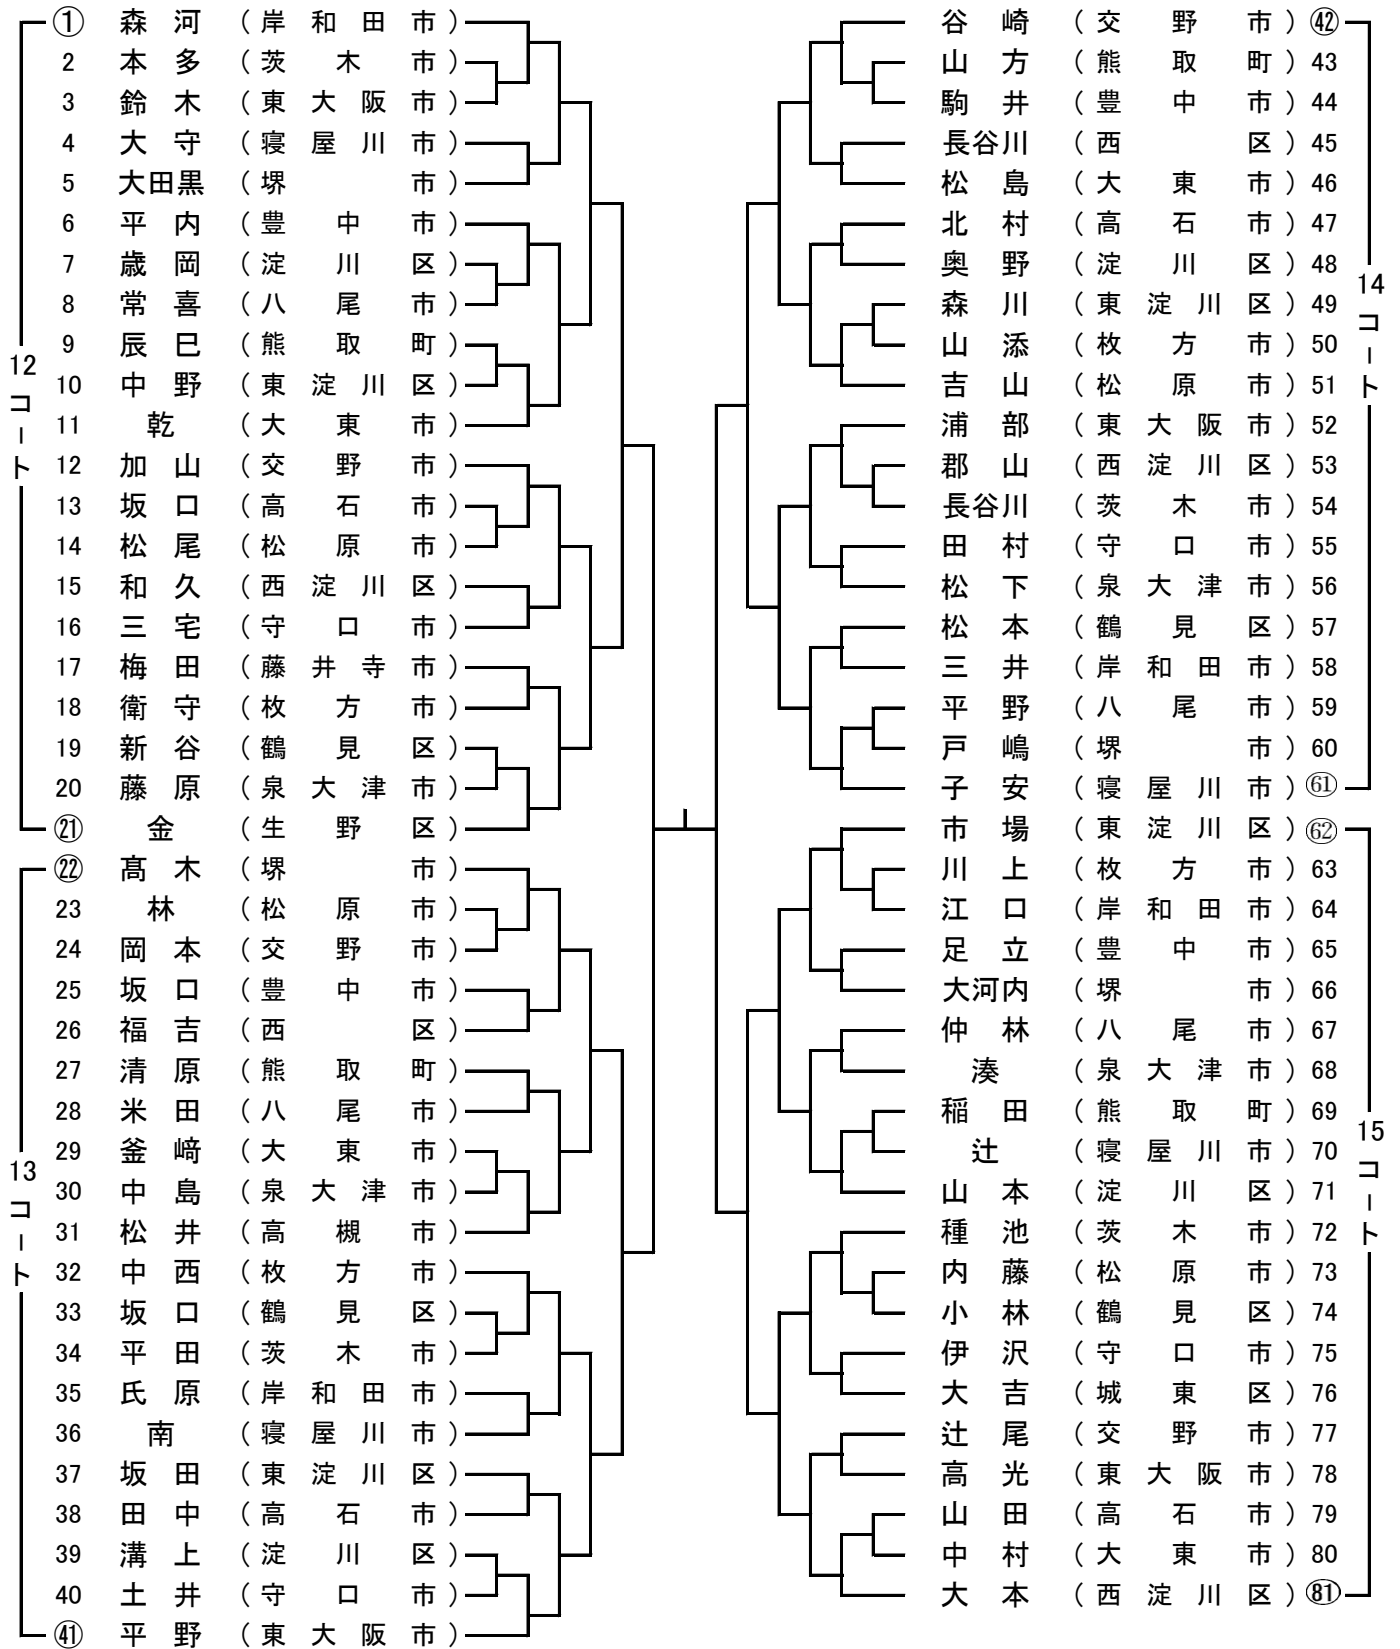 ① 森河 (岸和田市)
2 本多 (茨木市)
3 鈴木 (東大阪市)
4 大守 (寝屋川市)
5 大田黒 (堺市)
6 平内 (豊中市)
7 歳岡 (淀川区)
8 常喜 (八尾市)
9 辰巳 (熊取町)
10 中野 (東淀川区)
11 乾 (大東市)
12 加山 (交野市)
13 坂口 (高石市)
14 松尾 (松原市)
15 和久 (西淀川区)
16 三宅 (守口市)
17 梅田 (藤井寺市)
18 衛守 (枚方市)
19 新谷 (鶴見区)
20 藤原 (泉大津市)
㉑ 金 (生野区)
12コート
㉒ 髙木 (堺市)
23 林 (松原市)
24 岡本 (交野市)
25 坂口 (豊中市)
26 福吉 (西区)
27 清原 (熊取町)
28 米田 (八尾市)
29 釜﨑 (大東市)
30 中島 (泉大津市)
31 松井 (高槻市)
32 中西 (枚方市)
33 坂口 (鶴見区)
34 平田 (茨木市)
35 氏原 (岸和田市)
36 南 (寝屋川市)
37 坂田 (東淀川区)
38 田中 (高石市)
39 溝上 (淀川区)
40 土井 (守口市)
㊶ 平野 (東大阪市)
13コート
谷崎 (交野市) ㊷
山方 (熊取町) 43
駒井 (豊中市) 44
長谷川 (西区) 45
松島 (大東市) 46
北村 (高石市) 47
奥野 (淀川区) 48
森川 (東淀川区) 49
山添 (枚方市) 50
吉山 (松原市) 51
浦部 (東大阪市) 52
郡山 (西淀川区) 53
長谷川 (茨木市) 54
田村 (守口市) 55
松下 (泉大津市) 56
松本 (鶴見区) 57
三井 (岸和田市) 58
平野 (八尾市) 59
戸嶋 (堺市) 60
子安 (寝屋川市) 61
14コート
市場 (東淀川区) 62
川上 (枚方市) 63
江口 (岸和田市) 64
足立 (豊中市) 65
大河内 (堺市) 66
仲林 (八尾市) 67
湊 (泉大津市) 68
稲田 (熊取町) 69
辻 (寝屋川市) 70
山本 (淀川区) 71
種池 (茨木市) 72
内藤 (松原市) 73
小林 (鶴見区) 74
伊沢 (守口市) 75
大吉 (城東区) 76
辻尾 (交野市) 77
高光 (東大阪市) 78
山田 (高石市) 79
中村 (大東市) 80
大本 (西淀川区) 81
15コート